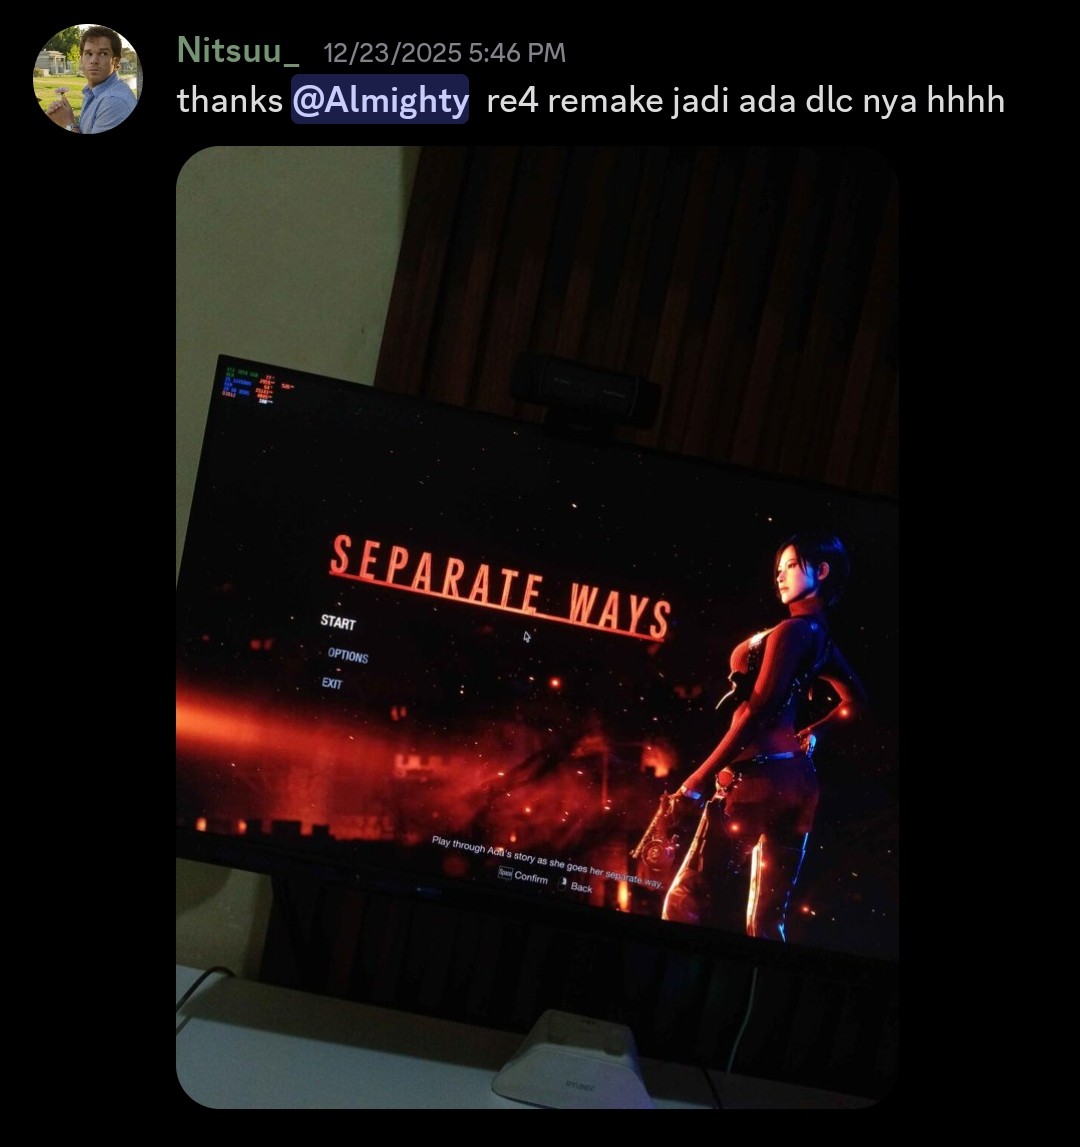 Nitsuu_ 12/23/2025 5:46 PM
thanks @Almighty re4 remake jadi ada dlc nya hhhh
SEPARATE WAYS
START
OPTIONS
EXIT
Play through Ada's story as she goes her separate way.
Space Confirm Back